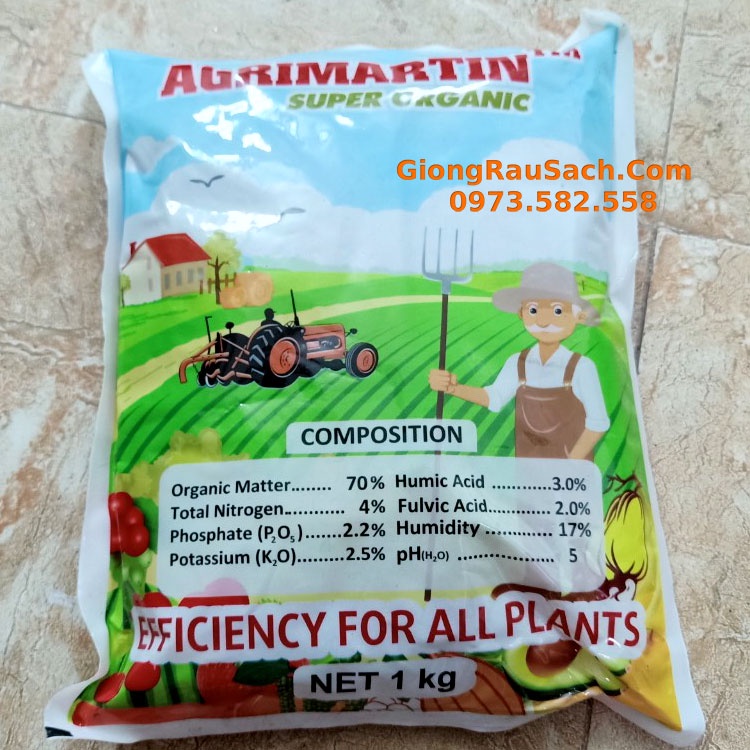 AGRIMARTIN™
SUPER ORGANIC
GiongRauSach.Com
0973.582.558
COMPOSITION
Organic Matter........ 70%
Total Nitrogen.......... 4%
Phosphate (P₂O₅).......2.2%
Potassium (K₂O)..........2.5%
Humic Acid ............3.0%
Fulvic Acid............. 2.0%
Humidity ............. 17%
pH(H₂O) .................. 5
EFFICIENCY FOR ALL PLANTS
NET 1 kg